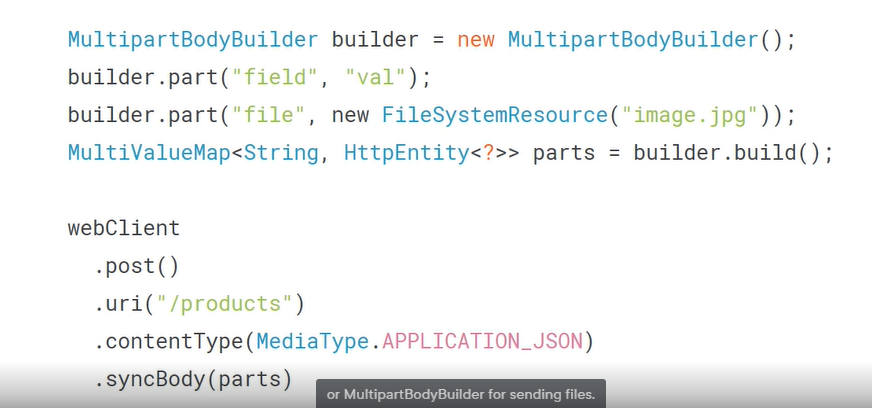 MultipartBodyBuilder builder = new MultipartBodyBuilder();
builder.part("field", "val");
builder.part("file", new FileSystemResource("image.jpg"));
MultiValueMap<String, HttpEntity<?>> parts = builder.build();
webClient
.post()
.uri("/products")
.contentType(MediaType.APPLICATION_JSON)
.syncBody(parts)
or MultipartBodyBuilder for sending files.